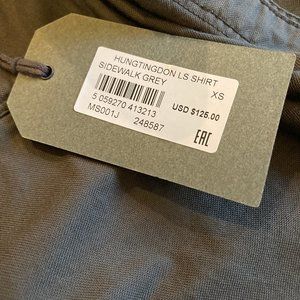 HUNGTINGDON LS SHIRT
SIDEWALK GREY
XS
5 059270 413213
USD $125.00
MS001J 248587
EAC